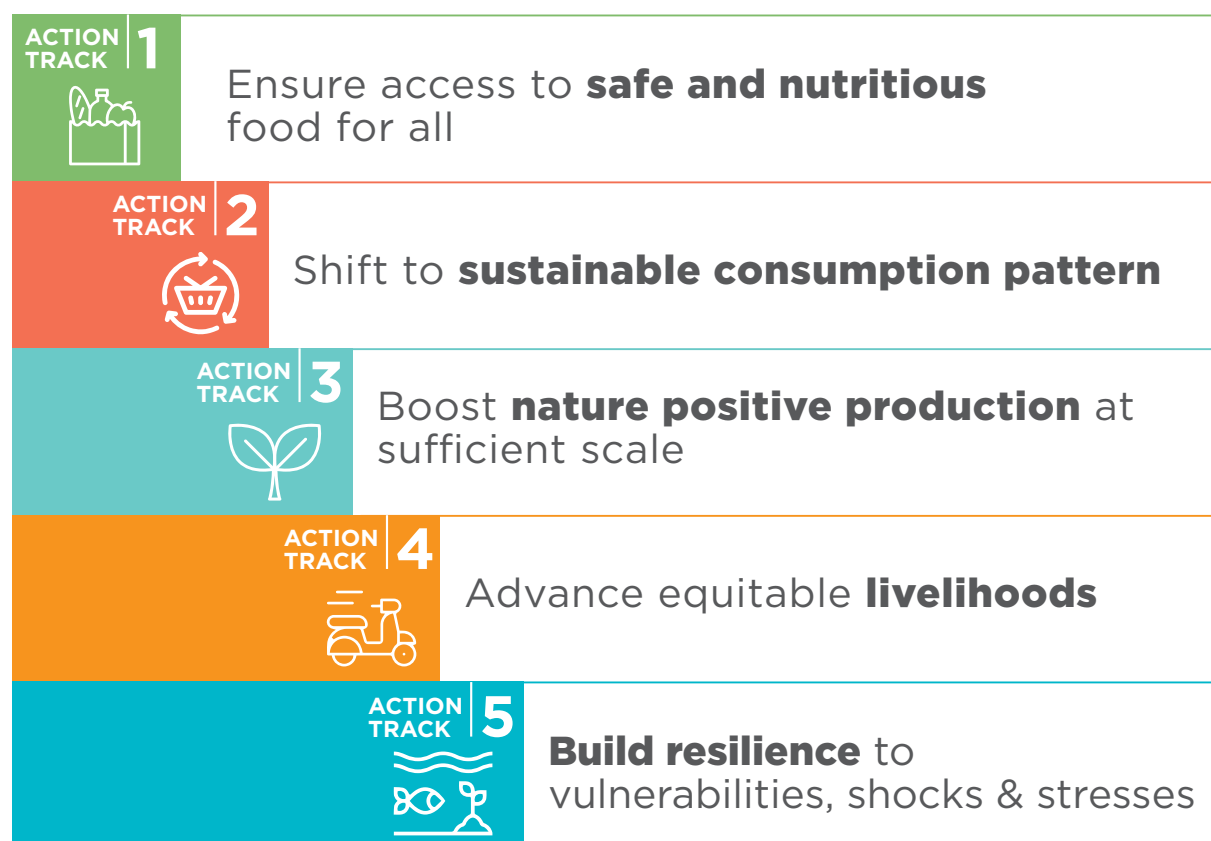 ACTION
TRACK 1
Ensure access to safe and nutritious
food for all
ACTION
TRACK 2
Shift to sustainable consumption pattern
ACTION
TRACK 3
Boost nature positive production at
sufficient scale
ACTION
TRACK 4
Advance equitable livelihoods
ACTION
TRACK 5
Build resilience to
vulnerabilities, shocks & stresses